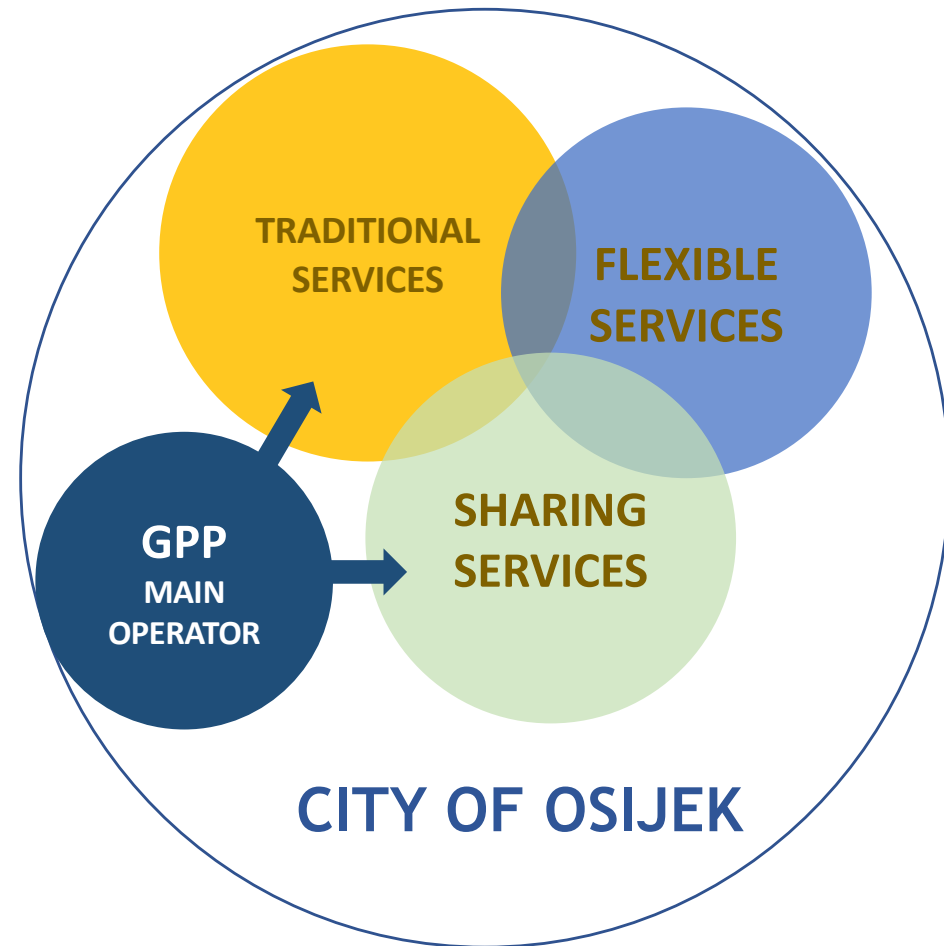 TRADITIONAL
SERVICES
FLEXIBLE
SERVICES
SHARING
SERVICES
GPP
MAIN
OPERATOR
CITY OF OSIJEK